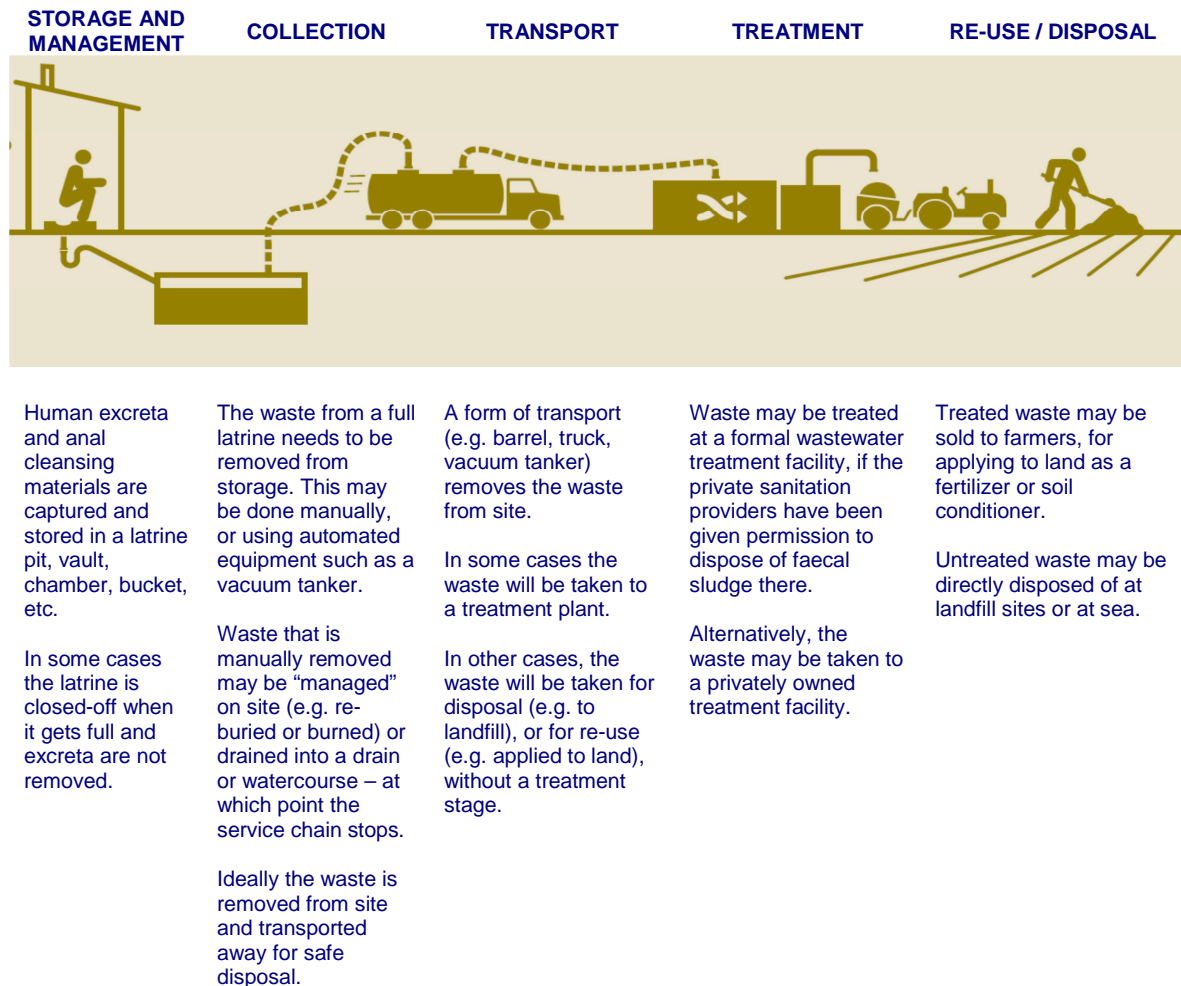 STORAGE AND
MANAGEMENT
COLLECTION
TRANSPORT
TREATMENT
RE-USE / DISPOSAL
Human excreta
and anal
cleansing
materials are
captured and
stored in a latrine
pit, vault,
chamber, bucket,
etc.
In some cases
the latrine is
closed-off when
it gets full and
excreta are not
removed.
The waste from a full
latrine needs to be
removed from
storage. This may
be done manually,
or using automated
equipment such as a
vacuum tanker.
Waste that is
manually removed
may be “managed”
on site (e.g. re-
buried or burned) or
drained into a drain
or watercourse – at
which point the
service chain stops.
Ideally the waste is
removed from site
and transported
away for safe
disposal.
A form of transport
(e.g. barrel, truck,
vacuum tanker)
removes the waste
from site.
In some cases the
waste will be taken to
a treatment plant.
In other cases, the
waste will be taken for
disposal (e.g. to
landfill), or for re-use
(e.g. applied to land),
without a treatment
stage.
Waste may be treated
at a formal wastewater
treatment facility, if the
private sanitation
providers have been
given permission to
dispose of faecal
sludge there.
Alternatively, the
waste may be taken to
a privately owned
treatment facility.
Treated waste may be
sold to farmers, for
applying to land as a
fertilizer or soil
conditioner.
Untreated waste may be
directly disposed of at
landfill sites or at sea.